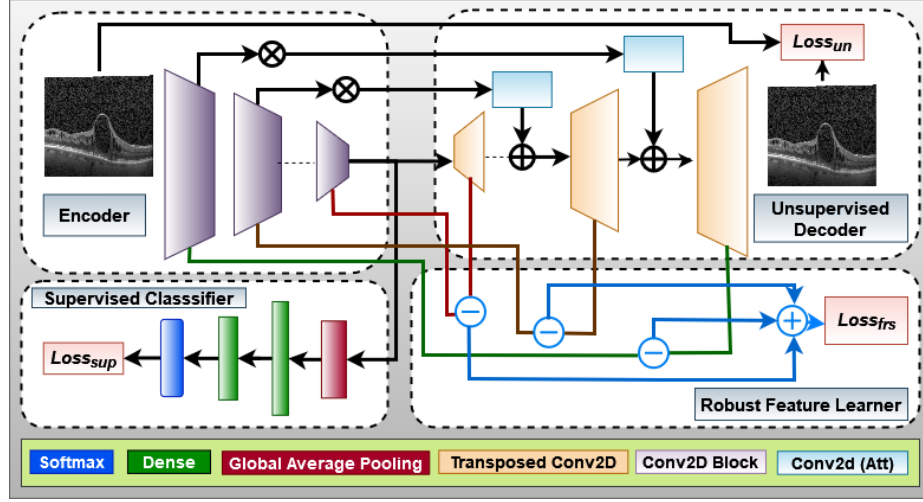 Loss_un
Encoder
Unsupervised
Decoder
Supervised Classsifier
Loss_sup
Loss_frs
Robust Feature Learner
Softmax
Dense
Global Average Pooling
Transposed Conv2D
Conv2D Block
Conv2d (Att)